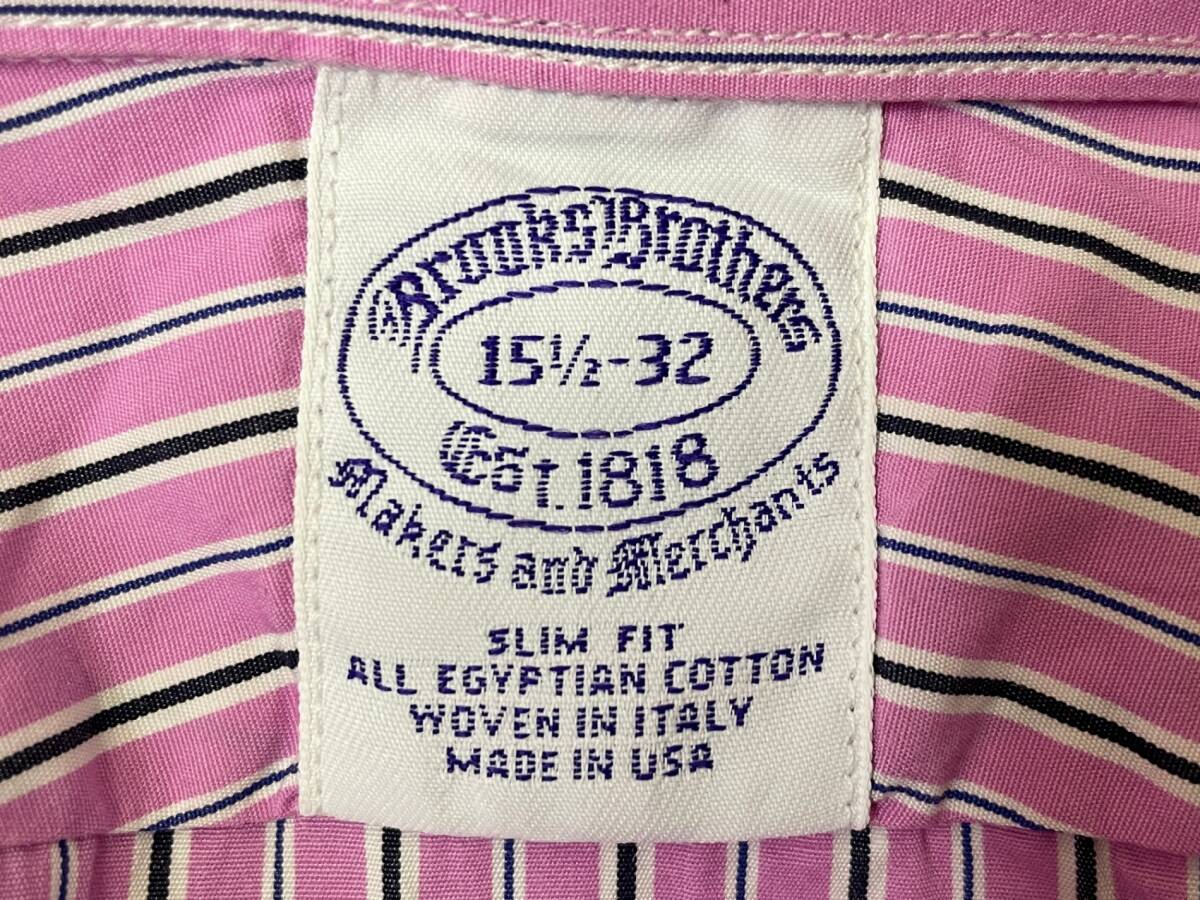 Brooks Brothers
15½-32
Est. 1818
Makers and Merchants
SLIM FIT
ALL EGYPTIAN COTTON
WOVEN IN ITALY
MADE IN USA